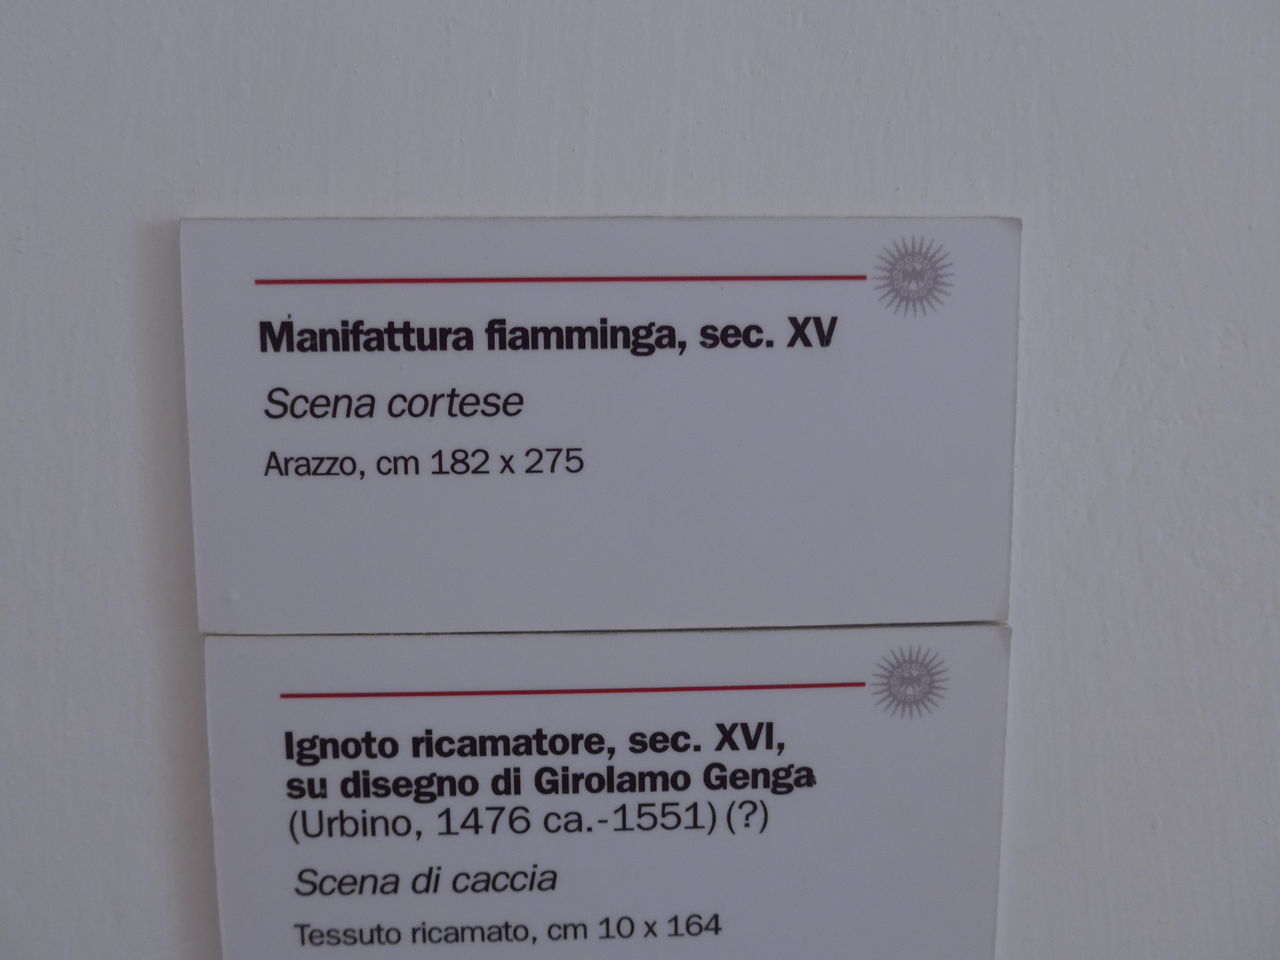 Manifattura fiamminga, sec. XV
Scena cortese
Arazzo, cm 182 x 275
Ignoto ricamatore, sec. XVI,
su disegno di Girolamo Genga
(Urbino, 1476 ca.-1551) (?)
Scena di caccia
Tessuto ricamato, cm 10 x 164